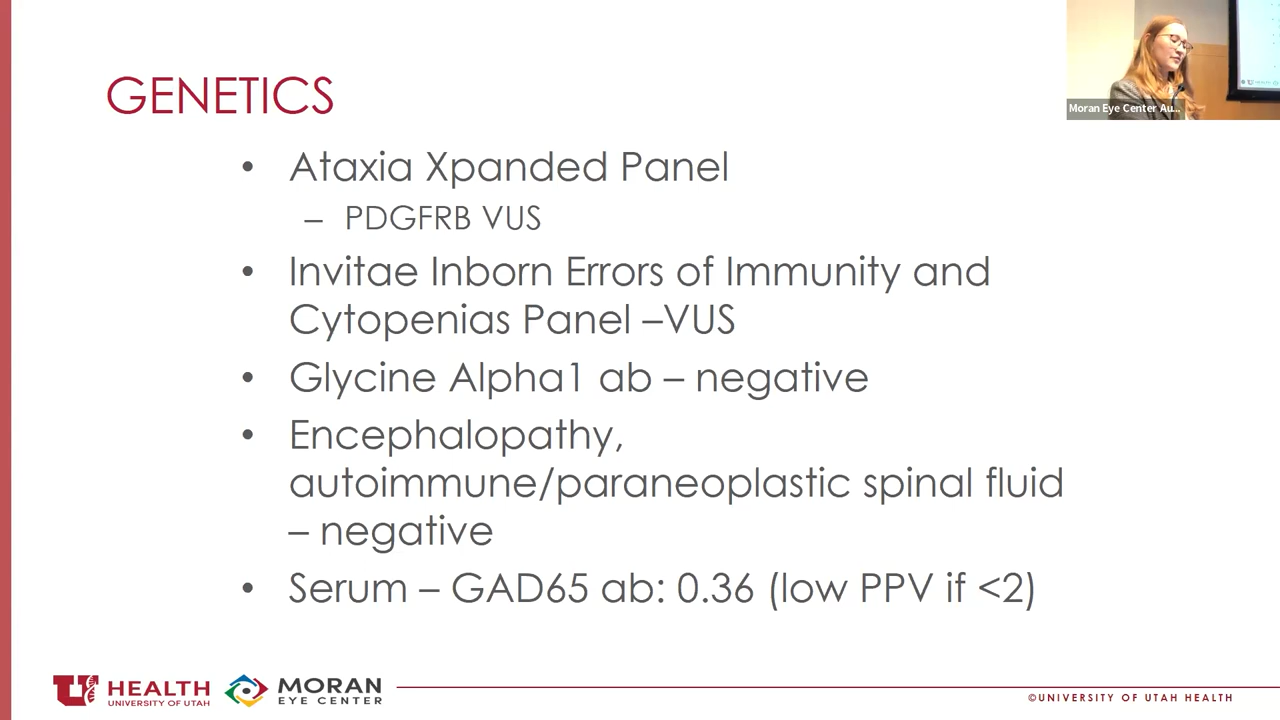 GENETICS
• Ataxia Xpanded Panel
– PDGFRB VUS
• Invitae Inborn Errors of Immunity and
Cytopenias Panel –VUS
• Glycine Alpha1 ab – negative
• Encephalopathy,
autoimmune/paraneoplastic spinal fluid
– negative
• Serum – GAD65 ab: 0.36 (low PPV if <2)
Moran Eye Center Au...
U HEALTH
UNIVERSITY OF UTAH
MORAN
EYE CENTER
©UNIVERSITY OF UTAH HEALTH